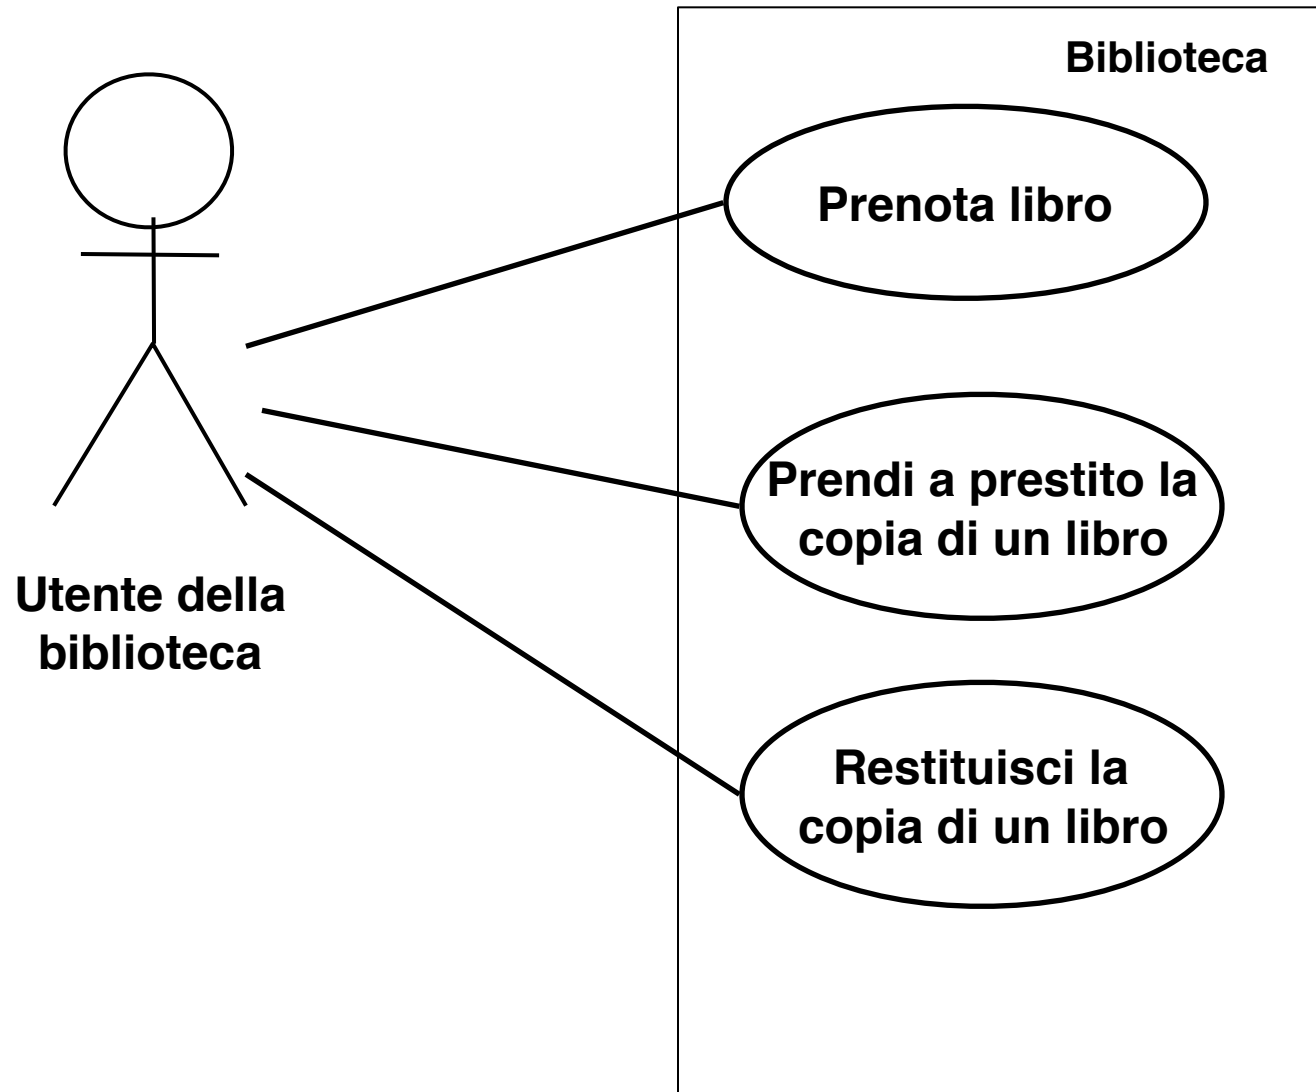 Biblioteca
Prenota libro
Prendi a prestito la
copia di un libro
Utente della
biblioteca
Restituisci la
copia di un libro